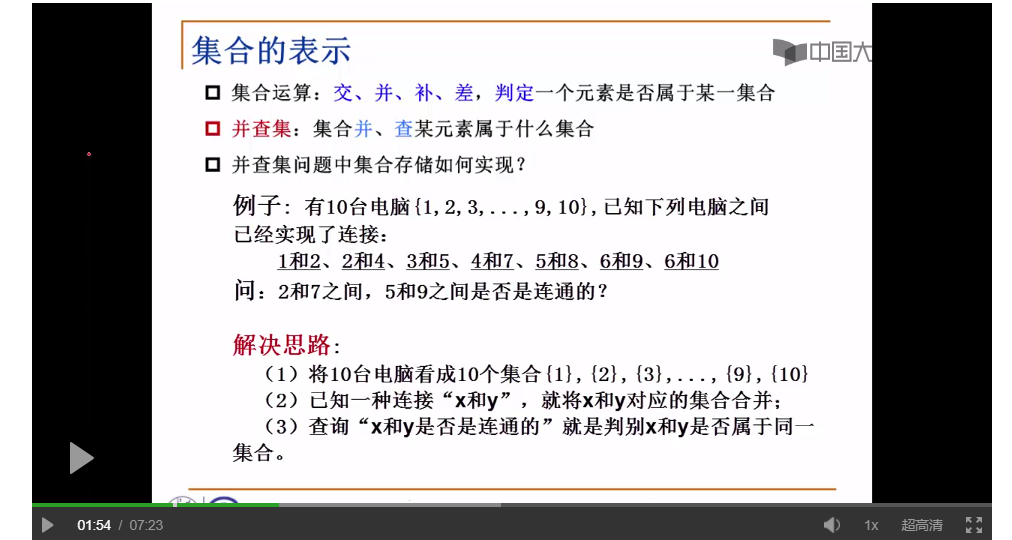 集合的表示
中国大
集合运算：交、并、补、差，判定一个元素是否属于某一集合
并查集：集合并、查某元素属于什么集合
并查集问题中集合存储如何实现？
例子：有10台电脑{1,2,3,...,9,10},已知下列电脑之间
已经实现了连接：
1和2、2和4、3和5、4和7、5和8、6和9、6和10
问：2和7之间，5和9之间是否是连通的？
解决思路：
（1）将10台电脑看成10个集合{1},{2},{3},...,{9},{10}
（2）已知一种连接“x和y”，就将x和y对应的集合合并；
（3）查询“x和y是否是连通的”就是判别x和y是否属于同一
集合。
01:54 / 07:23 1x 超高清